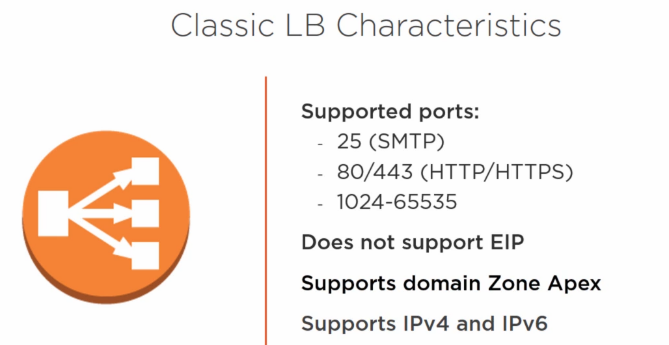 Classic LB Characteristics
Supported ports:
- 25 (SMTP)
- 80/443 (HTTP/HTTPS)
- 1024-65535
Does not support EIP
Supports domain Zone Apex
Supports IPv4 and IPv6